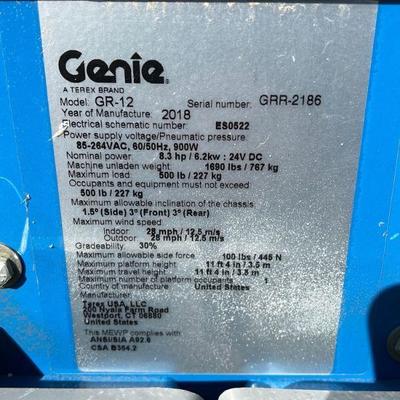 Genie.
A TEREX BRAND
Model: GR-12 Serial number: GRR-2186
Year of Manufacture: 2018
Electrical schematic number: ES0522
Power supply voltage/Pneumatic pressure:
85-264VAC, 60/50Hz, 900W
Nominal power: 8.3 hp / 6.2kw : 24V DC
Machine unladen weight: 1690 lbs / 767 kg
Maximum load: 500 lb / 227 kg
Occupants and equipment must not exceed
500 lb / 227 kg
Maximum allowable inclination of the chassis:
1.5° (Side) 3° (Front) 3° (Rear)
Maximum wind speed:
Indoor: 28 mph / 12.5 m/s
Outdoor: 28 mph / 12.5 m/s
Gradeability: 30%
Maximum allowable side force: 100 lbs / 445 N
Maximum platform height: 11 ft 4 in / 3.5 m
Maximum travel height: 11 ft 4 in / 3.5 m
Maximum number of platform occupants: 1
Country of manufacture: United States
Manufacturer:
Terex USA, LLC
200 Nyala Farm Road
Westport, CT 06880
United States
This MEWP complies with:
ANSI/SIA A92.6
CSA B354.2